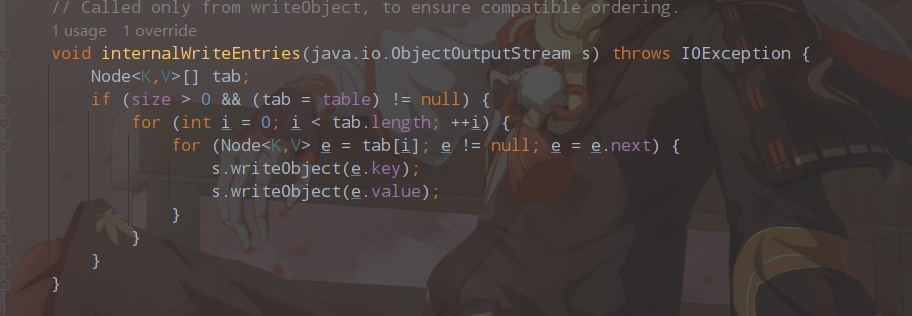 // Called only from writeObject, to ensure compatible ordering.
1 usage   1 override
void internalWriteEntries(java.io.ObjectOutputStream s) throws IOException {
    Node<K,V>[] tab;
    if (size > 0 && (tab = table) != null) {
        for (int i = 0; i < tab.length; ++i) {
            for (Node<K,V> e = tab[i]; e != null; e = e.next) {
                s.writeObject(e.key);
                s.writeObject(e.value);
            }
        }
    }
}